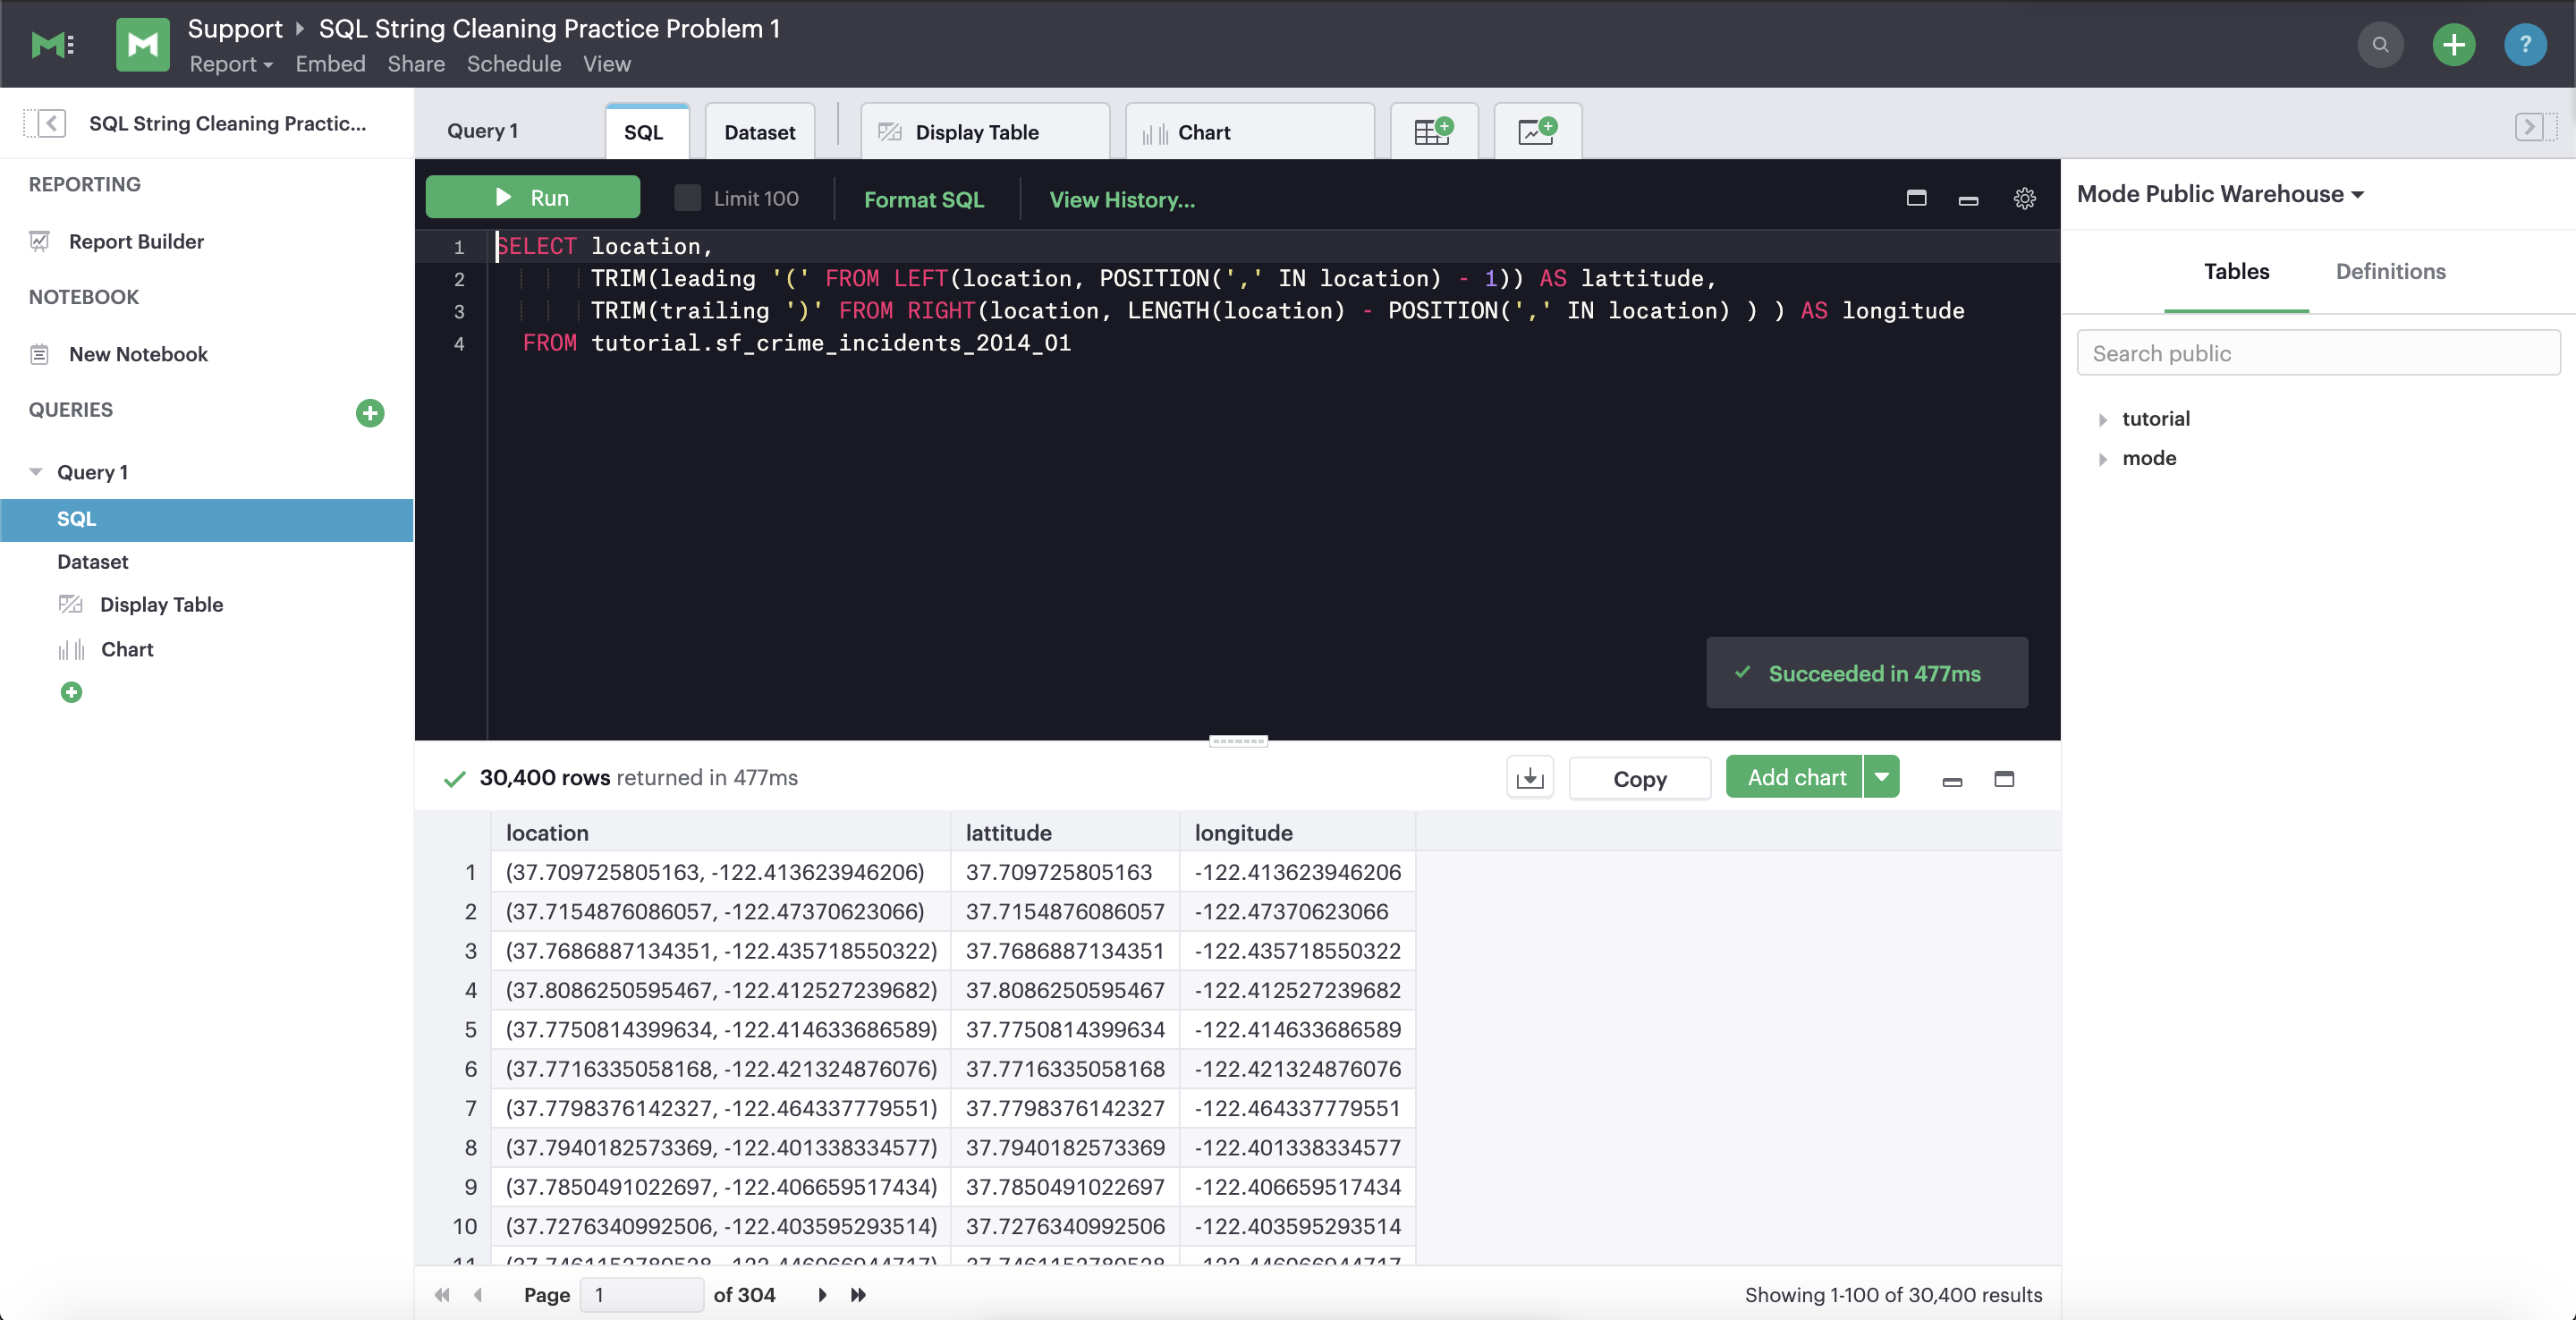 Support ▸ SQL String Cleaning Practice Problem 1
Report Embed Share Schedule View
SQL String Cleaning Practic...
REPORTING
Report Builder
NOTEBOOK
New Notebook
QUERIES
Query 1
SQL
Dataset
Display Table
Chart
Query 1 SQL Dataset Display Table Chart
Run Limit 100 Format SQL View History...
1 SELECT location,
2 TRIM(leading '(' FROM LEFT(location, POSITION(',' IN location) - 1)) AS lattitude,
3 TRIM(trailing ')' FROM RIGHT(location, LENGTH(location) - POSITION(',' IN location) ) ) AS longitude
4 FROM tutorial.sf_crime_incidents_2014_01
Succeeded in 477ms
30,400 rows returned in 477ms Copy Add chart
location lattitude longitude
1 (37.709725805163, -122.413623946206) 37.709725805163 -122.413623946206
2 (37.7154876086057, -122.47370623066) 37.7154876086057 -122.47370623066
3 (37.7686887134351, -122.435718550322) 37.7686887134351 -122.435718550322
4 (37.8086250595467, -122.412527239682) 37.8086250595467 -122.412527239682
5 (37.7750814399634, -122.414633686589) 37.7750814399634 -122.414633686589
6 (37.7716335058168, -122.421324876076) 37.7716335058168 -122.421324876076
7 (37.7798376142327, -122.464337779551) 37.7798376142327 -122.464337779551
8 (37.7940182573369, -122.401338334577) 37.7940182573369 -122.401338334577
9 (37.7850491022697, -122.406659517434) 37.7850491022697 -122.406659517434
10 (37.7276340992506, -122.403595293514) 37.7276340992506 -122.403595293514
Page 1 of 304 Showing 1-100 of 30,400 results
Mode Public Warehouse
Tables Definitions
Search public
tutorial
mode